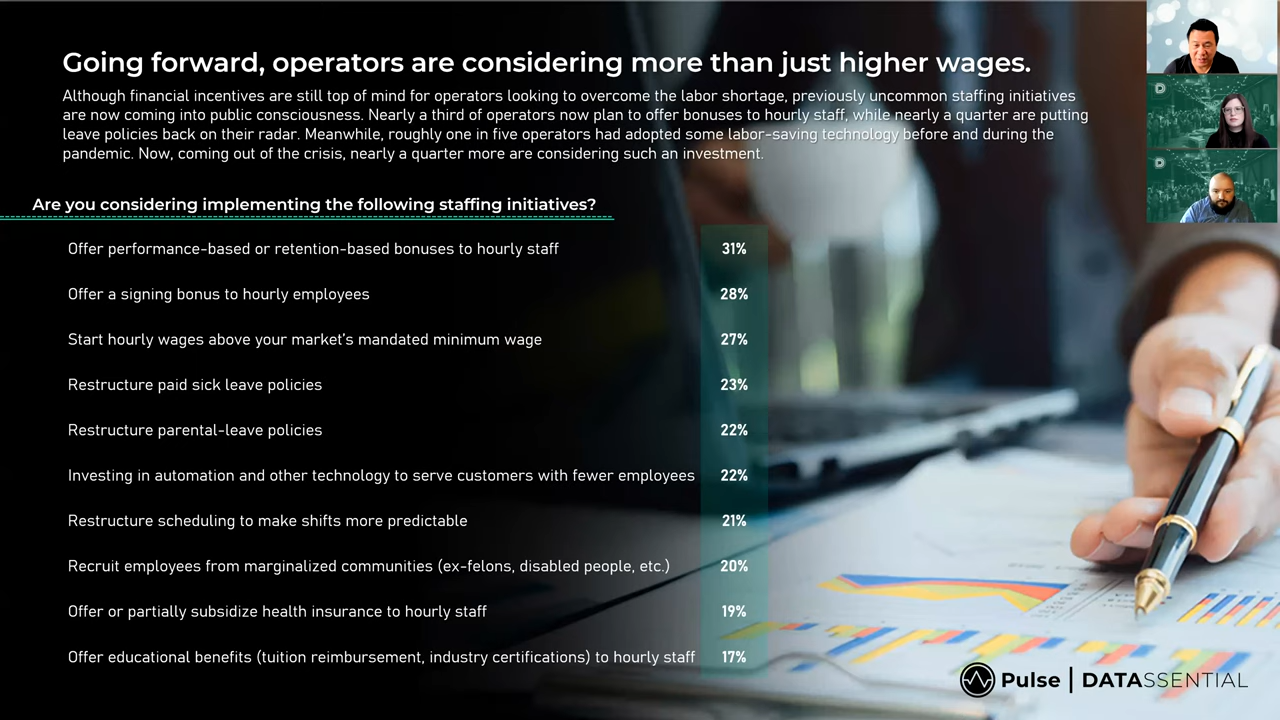 Going forward, operators are considering more than just higher wages.
Although financial incentives are still top of mind for operators looking to overcome the labor shortage, previously uncommon staffing initiatives
are now coming into public consciousness. Nearly a third of operators now plan to offer bonuses to hourly staff, while nearly a quarter are putting
leave policies back on their radar. Meanwhile, roughly one in five operators had adopted some labor-saving technology before and during the
pandemic. Now, coming out of the crisis, nearly a quarter more are considering such an investment.
Are you considering implementing the following staffing initiatives?
Offer performance-based or retention-based bonuses to hourly staff 31%
Offer a signing bonus to hourly employees 28%
Start hourly wages above your market's mandated minimum wage 27%
Restructure paid sick leave policies 23%
Restructure parental-leave policies 22%
Investing in automation and other technology to serve customers with fewer employees 22%
Restructure scheduling to make shifts more predictable 21%
Recruit employees from marginalized communities (ex-felons, disabled people, etc.) 20%
Offer or partially subsidize health insurance to hourly staff 19%
Offer educational benefits (tuition reimbursement, industry certifications) to hourly staff 17%
Pulse | DATASSENTIAL